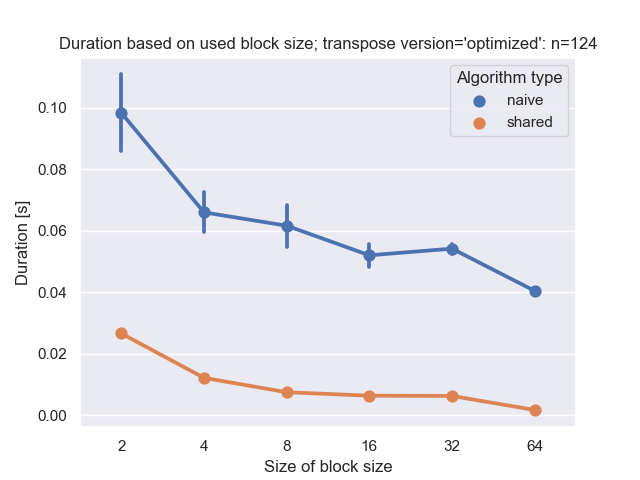 Duration based on used block size; transpose version='optimized': n=124
Algorithm type
naive
shared
Duration [s]
0.10
0.08
0.06
0.04
0.02
0.00
2 4 8 16 32 64
Size of block size